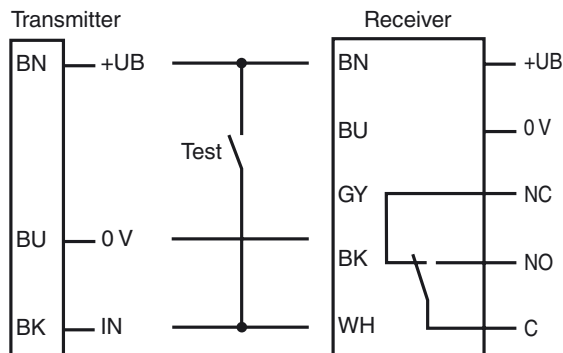 Transmitter
BN +UB
BU 0 V
BK IN
Test
Receiver
BN +UB
BU 0 V
GY NC
BK NO
WH C